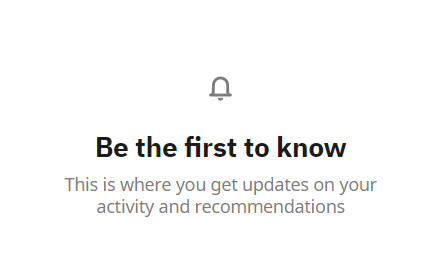 Be the first to know
This is where you get updates on your
activity and recommendations